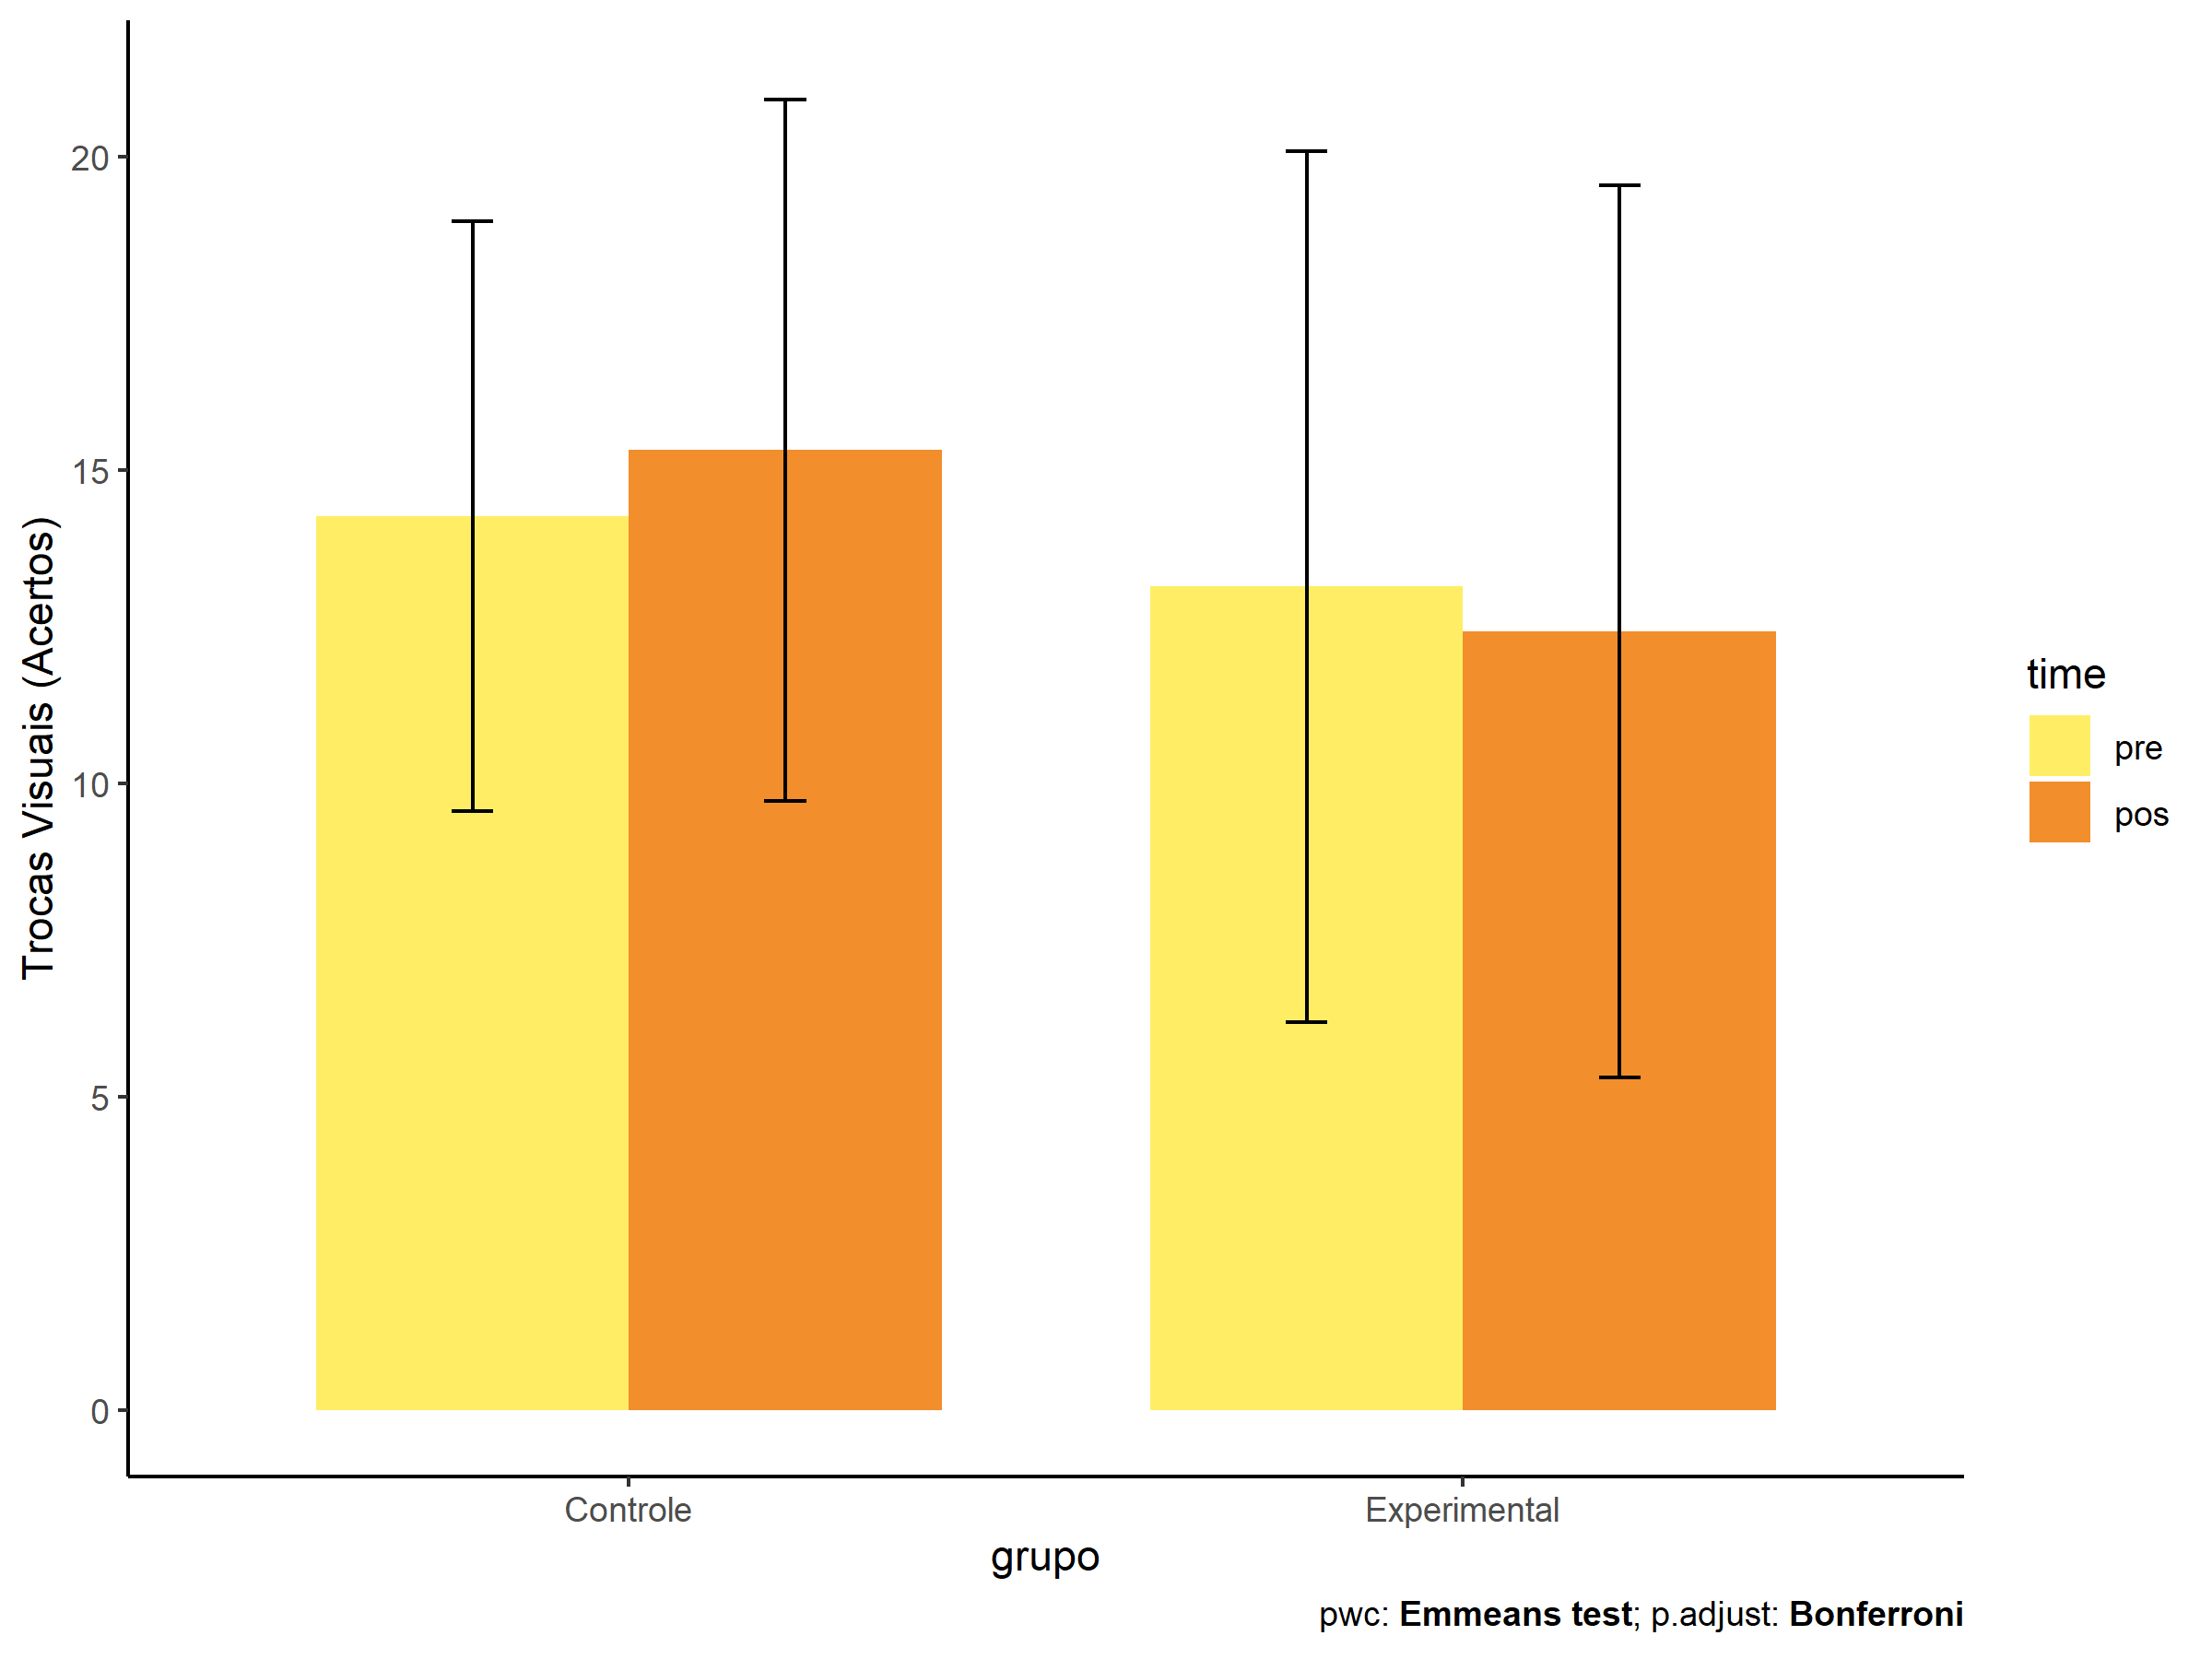 Trocas Visuais (Acertos)
20
15
10
5
0
Controle
Experimental
grupo
time
pre
pos
pwc: Emmeans test; p.adjust: Bonferroni